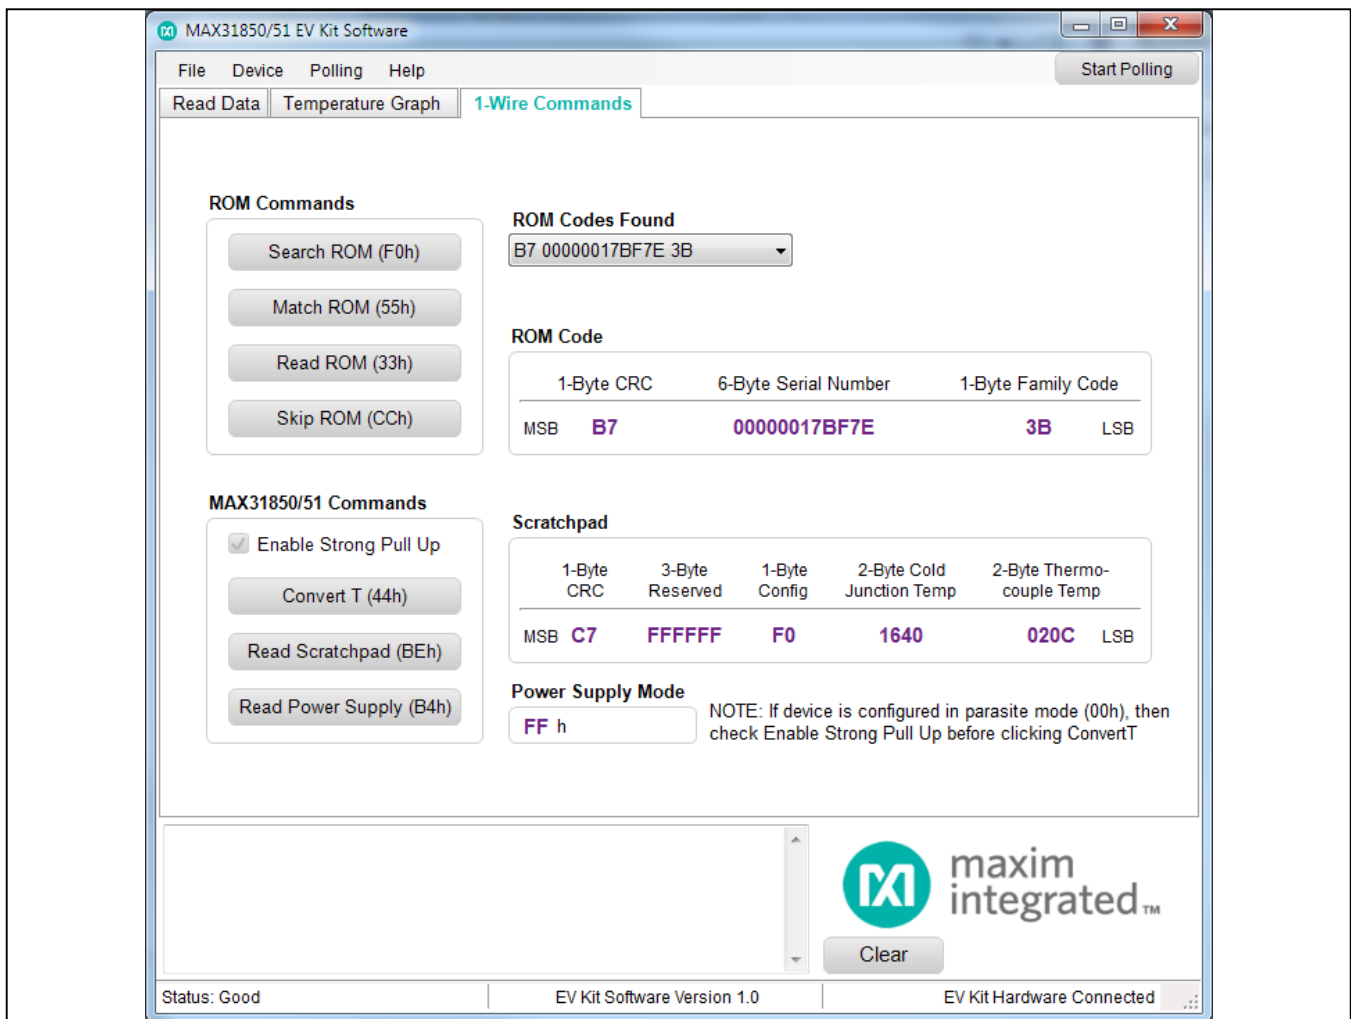 MAX31850/51 EV Kit Software
File Device Polling Help Start Polling
Read Data Temperature Graph 1-Wire Commands
ROM Commands
Search ROM (F0h)
Match ROM (55h)
Read ROM (33h)
Skip ROM (CCh)
ROM Codes Found
B7 00000017BF7E 3B
ROM Code
1-Byte CRC 6-Byte Serial Number 1-Byte Family Code
MSB B7 00000017BF7E 3B LSB
MAX31850/51 Commands
Enable Strong Pull Up
Convert T (44h)
Read Scratchpad (BEh)
Read Power Supply (B4h)
Scratchpad
1-Byte 3-Byte 1-Byte 2-Byte Cold 2-Byte Thermo-
CRC Reserved Config Junction Temp couple Temp
MSB C7 FFFFFF F0 1640 020C LSB
Power Supply Mode
FF h
NOTE: If device is configured in parasite mode (00h), then
check Enable Strong Pull Up before clicking ConvertT
maxim
integrated™
Clear
Status: Good EV Kit Software Version 1.0 EV Kit Hardware Connected